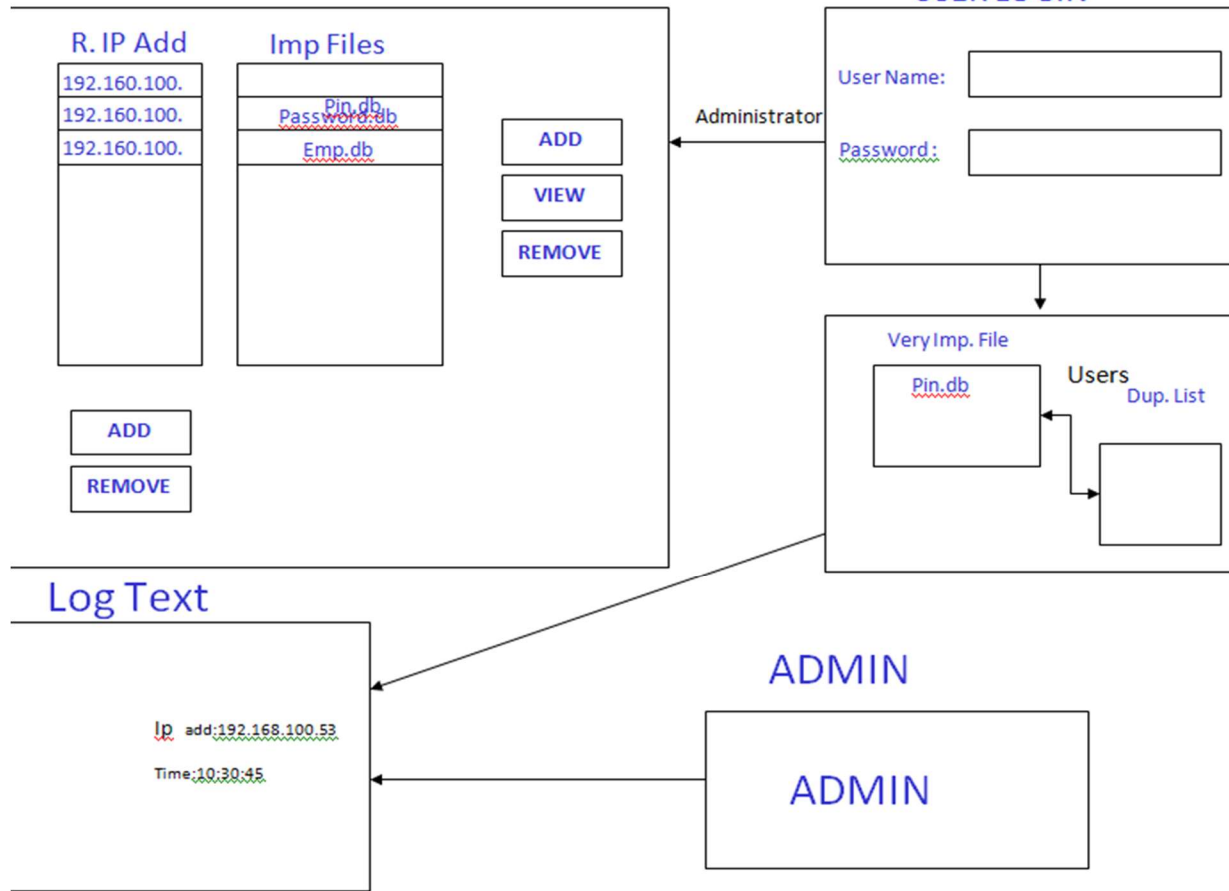 R. IP Add
Imp Files
192.160.100.
192.160.100.
192.160.100.
Pin.db
Password.db
Emp.db
ADD
VIEW
REMOVE
ADD
REMOVE
Administrator
User Name:
Password :
Very Imp. File
Pin.db
Users
Dup. List
Log Text
Ip add:192.168.100.53
Time:10:30:45
ADMIN
ADMIN